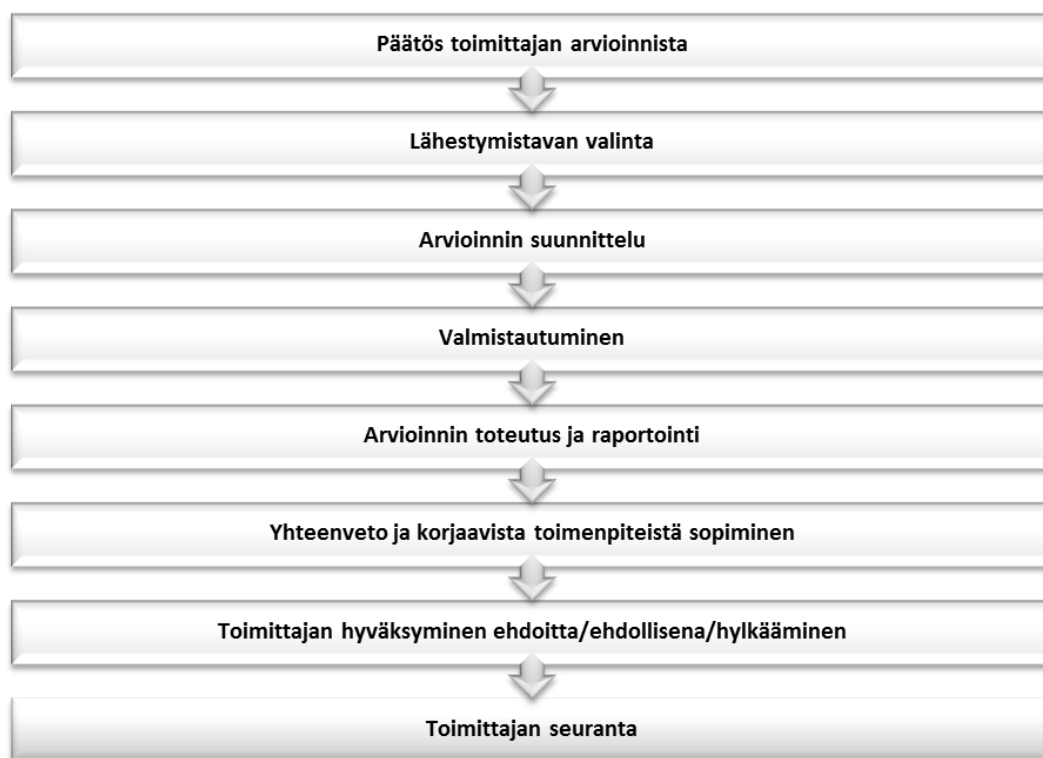 Päätös toimittajan arvioinnista
Lähestymistavan valinta
Arvioinnin suunnittelu
Valmistautuminen
Arvioinnin toteutus ja raportointi
Yhteenveto ja korjaavista toimenpiteistä sopiminen
Toimittajan hyväksyminen ehdoitta/ehdollisena/hylkääminen
Toimittajan seuranta